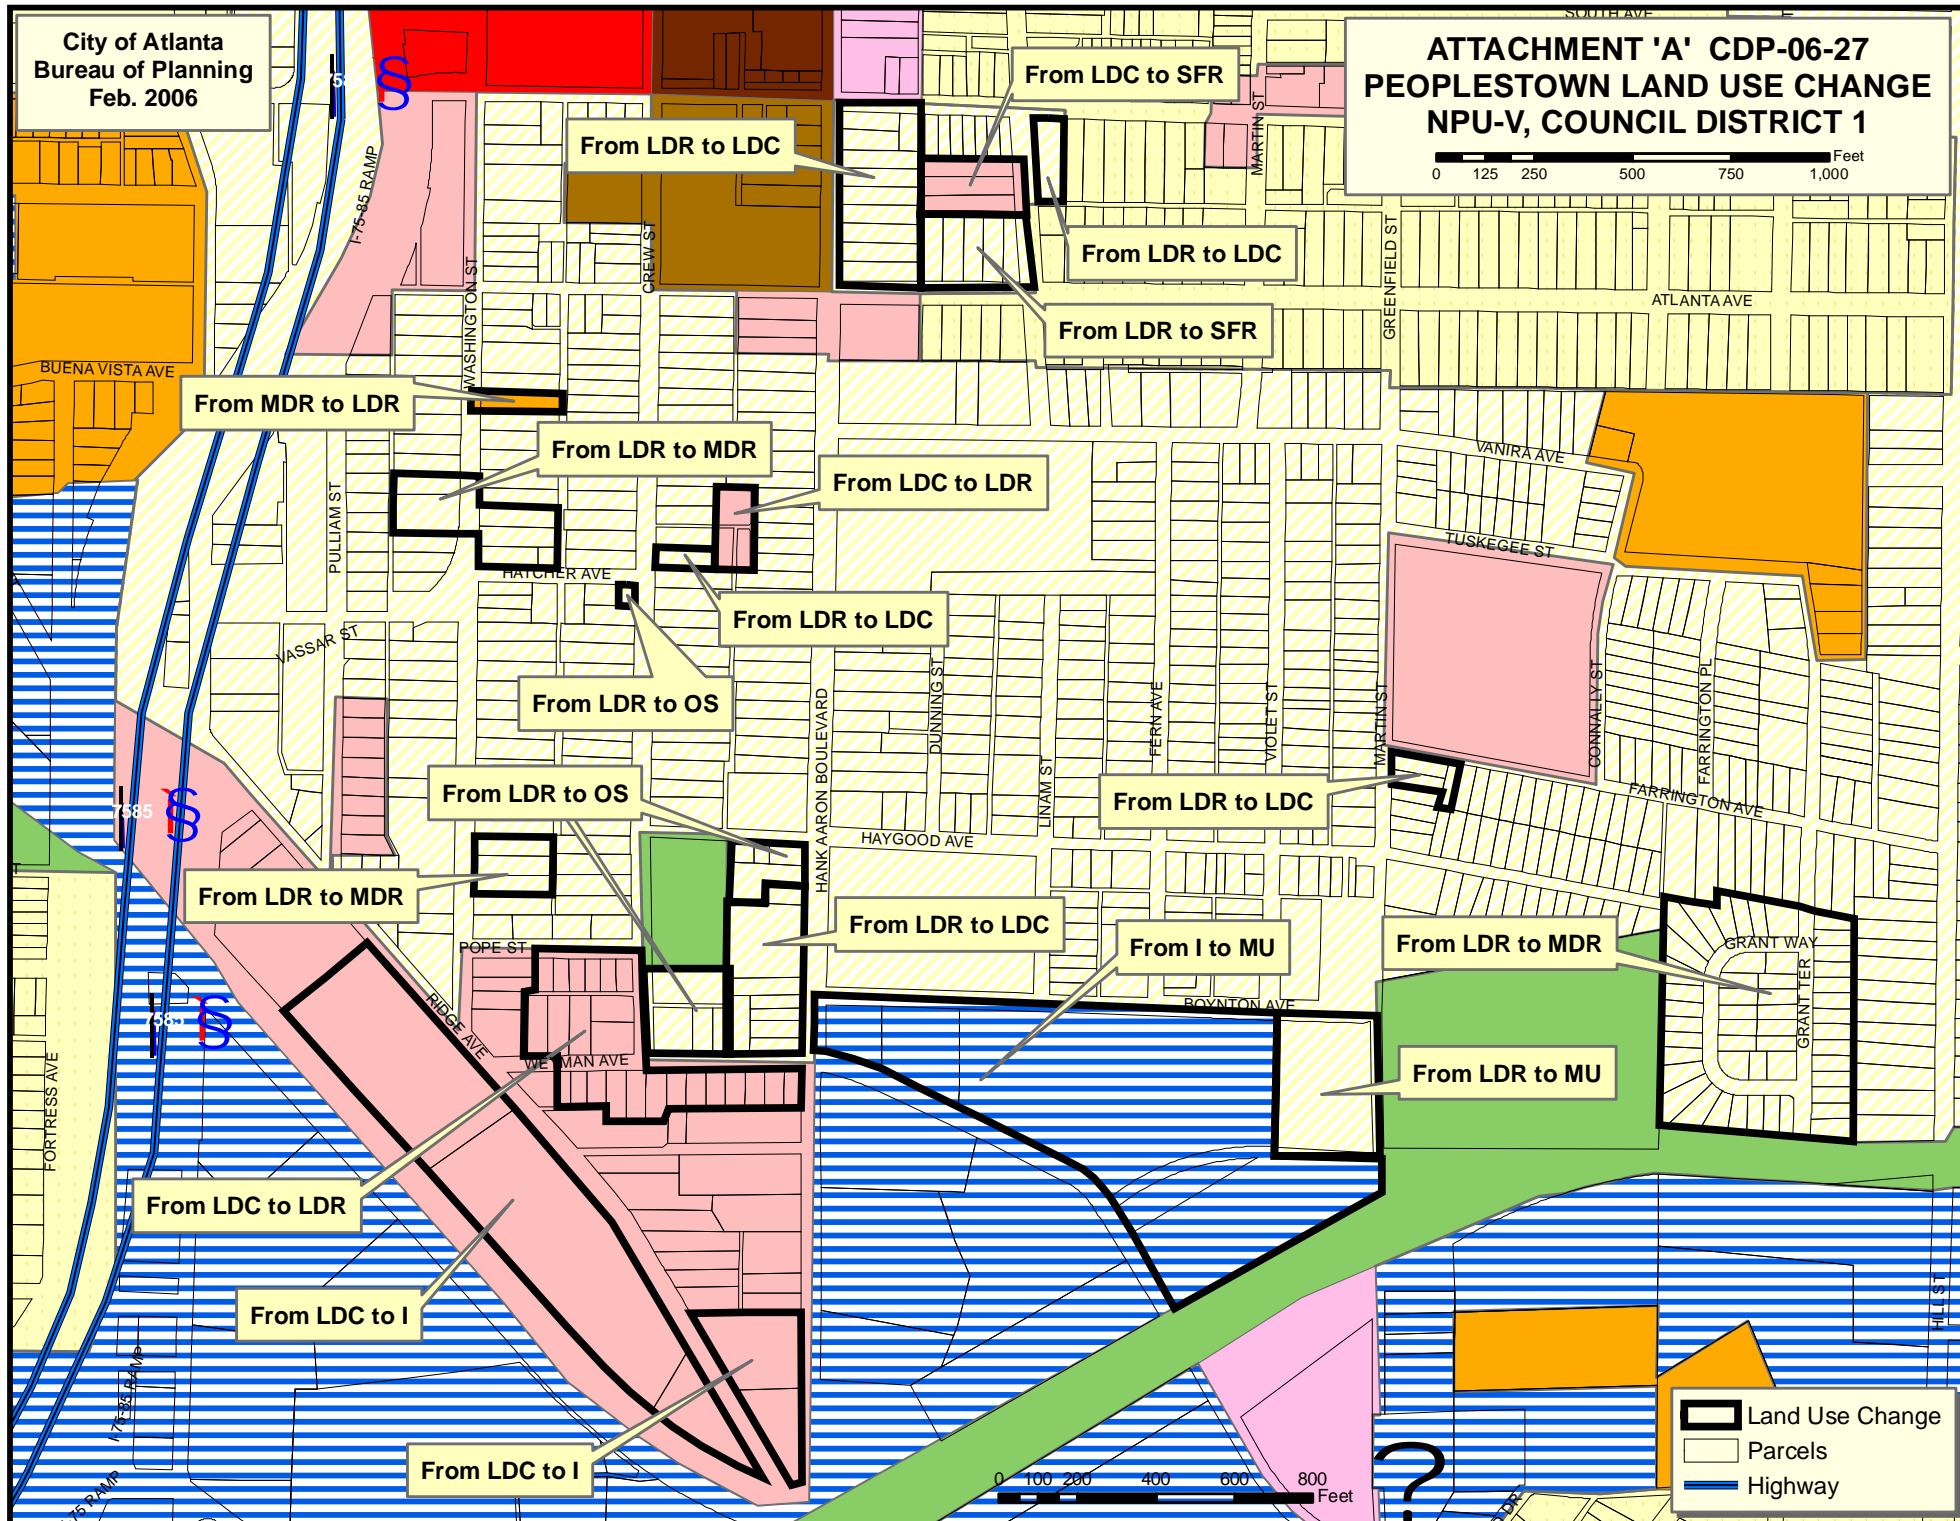 City of Atlanta
Bureau of Planning
Feb. 2006
ATTACHMENT 'A' CDP-06-27
PEOPLESTOWN LAND USE CHANGE
NPU-V, COUNCIL DISTRICT 1
Feet
0 125 250 500 750 1,000
SOUTH AVE
From LDC to SFR
From LDR to LDC
MARTIN ST
I-75-85 RAMP
From LDR to LDC
CREW ST
WASHINGTON ST
GREENFIELD ST
ATLANTA AVE
From LDR to SFR
BUENA VISTA AVE
From MDR to LDR
From LDR to MDR
VANIRA AVE
From LDC to LDR
PULLIAM ST
TUSKEGEE ST
HATCHER AVE
From LDR to LDC
VASSAR ST
From LDR to OS
HANK AARON BOULEVARD
DUNNING ST
LINAM ST
FERN AVE
VIOLET ST
MARTIN ST
CONNALLY ST
FARRINGTON PL
From LDR to OS
From LDR to LDC
FARRINGTON AVE
7585
HAYGOOD AVE
From LDR to MDR
From LDR to LDC
From I to MU
From LDR to MDR
GRANT WAY
GRANT TER
POPE ST
RIDGE AVE
BOYNTON AVE
7585
WEYMAN AVE
From LDR to MU
FORTRESS AVE
From LDC to LDR
From LDC to I
HILL ST
I-75-85 RAMP
From LDC to I
0 100 200 400 600 800
Feet
?
Land Use Change
Parcels
Highway